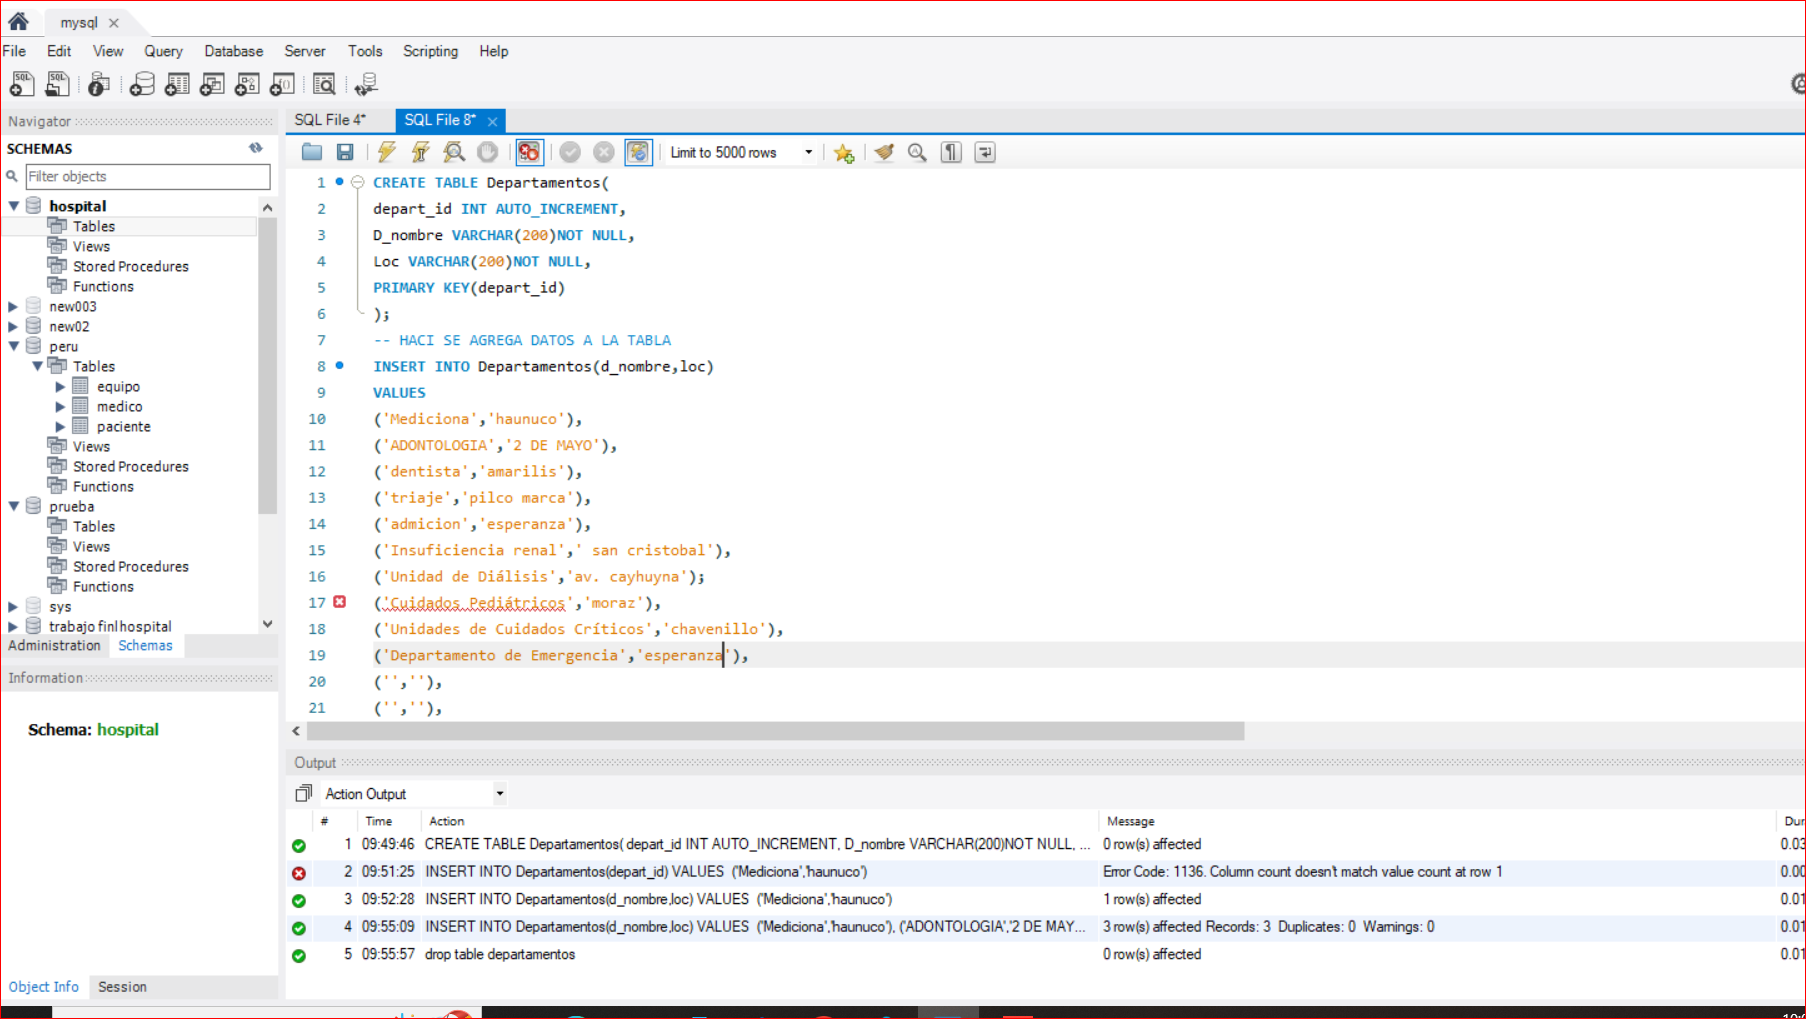 mysql
File Edit View Query Database Server Tools Scripting Help
Navigator
SCHEMAS
Filter objects
hospital
Tables
Views
Stored Procedures
Functions
new003
new02
peru
Tables
equipo
medico
paciente
Views
Stored Procedures
Functions
prueba
Tables
Views
Stored Procedures
Functions
sys
trabajo finlhospital
Administration Schemas
Information
Schema: hospital
Object Info Session
SQL File 4* SQL File 8*
Limit to 5000 rows
1 CREATE TABLE Departamentos(
2 depart_id INT AUTO_INCREMENT,
3 D_nombre VARCHAR(200)NOT NULL,
4 Loc VARCHAR(200)NOT NULL,
5 PRIMARY KEY(depart_id)
6 );
7 -- HACI SE AGREGA DATOS A LA TABLA
8 INSERT INTO Departamentos(d_nombre,loc)
9 VALUES
10 ('Mediciona','haunuco'),
11 ('ADONTOLOGIA','2 DE MAYO'),
12 ('dentista','amarilis'),
13 ('triaje','pilco marca'),
14 ('admicion','esperanza'),
15 ('Insuficiencia renal',' san cristobal'),
16 ('Unidad de Diálisis','av. cayhuyna');
17 ('Cuidados Pediátricos','moraz'),
18 ('Unidades de Cuidados Críticos','chavenillo'),
19 ('Departamento de Emergencia','esperanza'),
20 ('',''),
21 ('',''),
Output
Action Output
# Time Action Message Dur
1 09:49:46 CREATE TABLE Departamentos( depart_id INT AUTO_INCREMENT, D_nombre VARCHAR(200)NOT NULL, ... 0 row(s) affected 0.03
2 09:51:25 INSERT INTO Departamentos(depart_id) VALUES ('Mediciona','haunuco') Error Code: 1136. Column count doesn't match value count at row 1 0.00
3 09:52:28 INSERT INTO Departamentos(d_nombre,loc) VALUES ('Mediciona','haunuco') 1 row(s) affected 0.01
4 09:55:09 INSERT INTO Departamentos(d_nombre,loc) VALUES ('Mediciona','haunuco'), ('ADONTOLOGIA','2 DE MAY... 3 row(s) affected Records: 3 Duplicates: 0 Warnings: 0 0.01
5 09:55:57 drop table departamentos 0 row(s) affected 0.01